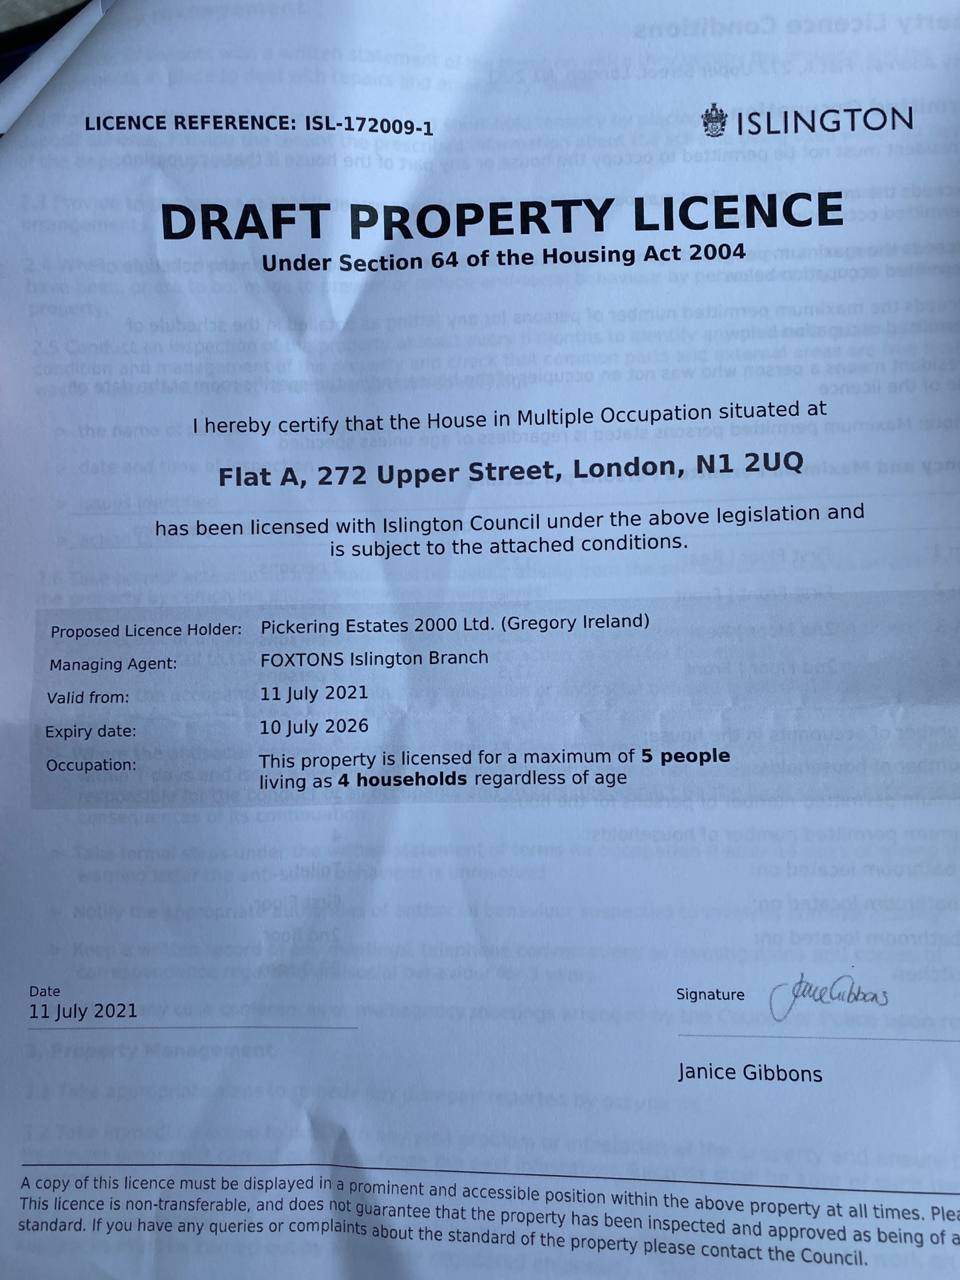 LICENCE REFERENCE: ISL-172009-1
ISLINGTON
DRAFT PROPERTY LICENCE
Under Section 64 of the Housing Act 2004
I hereby certify that the House in Multiple Occupation situated at
Flat A, 272 Upper Street, London, N1 2UQ
has been licensed with Islington Council under the above legislation and
is subject to the attached conditions.
Proposed Licence Holder: Pickering Estates 2000 Ltd. (Gregory Ireland)
Managing Agent: FOXTONS Islington Branch
Valid from: 11 July 2021
Expiry date: 10 July 2026
Occupation: This property is licensed for a maximum of 5 people
living as 4 households regardless of age
Date
11 July 2021
Signature
Janice Gibbons
A copy of this licence must be displayed in a prominent and accessible position within the above property at all times.
This licence is non-transferable, and does not guarantee that the property has been inspected and approved as being of a
standard. If you have any queries or complaints about the standard of the property please contact the Council.